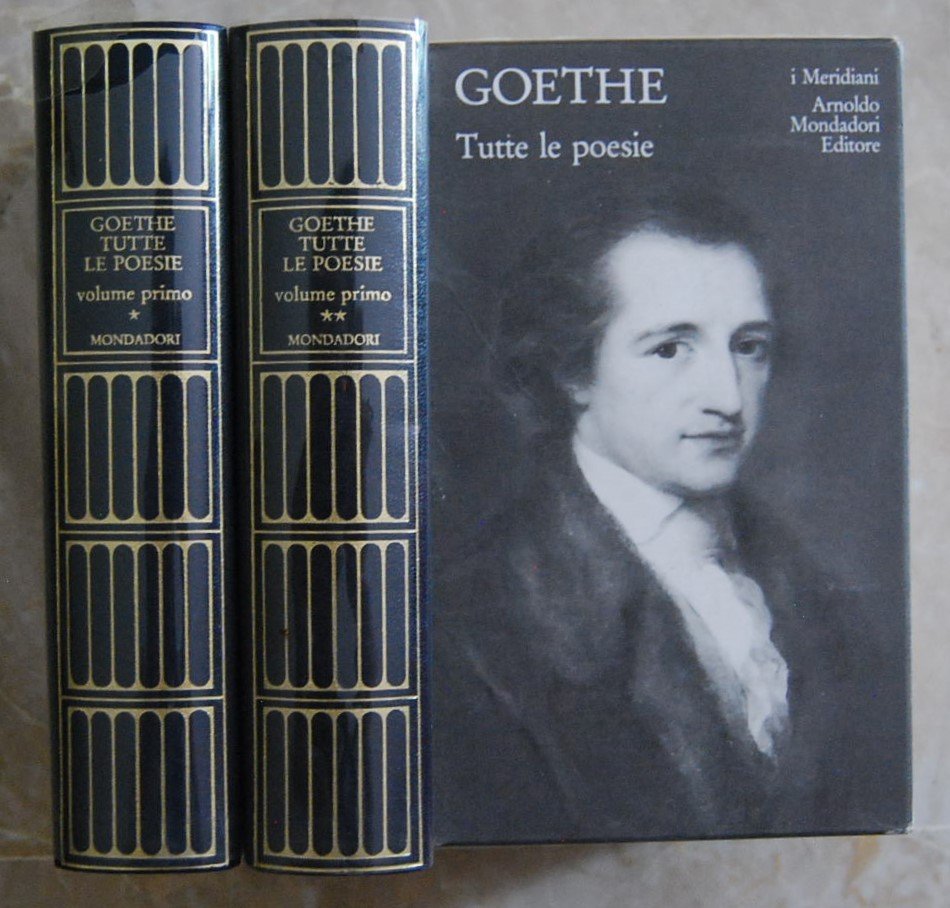 GOETHE
TUTTE
LE POESIE
volume primo
*
MONDADORI
GOETHE
TUTTE
LE POESIE
volume primo
**
MONDADORI
GOETHE
Tutte le poesie
i Meridiani
Arnoldo
Mondadori
Editore